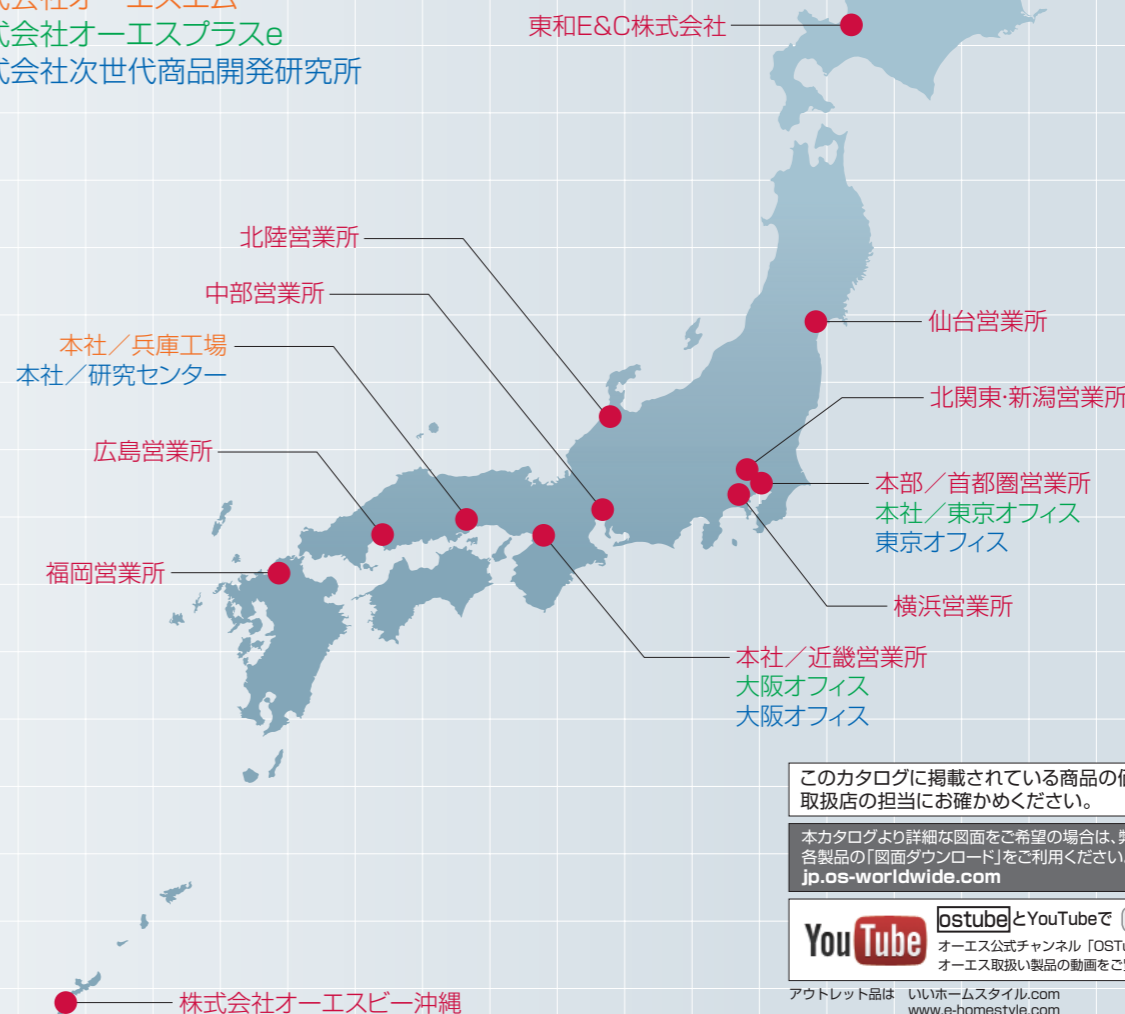 式会社オーエスエム
式会社オーエスプラスe
式会社次世代商品開発研究所
東和E&C株式会社
北陸営業所
中部営業所
本社／兵庫工場
本社／研究センター
広島営業所
福岡営業所
仙台営業所
北関東・新潟営業所
本部／首都圏営業所
本社／東京オフィス
東京オフィス
横浜営業所
本社／近畿営業所
大阪オフィス
大阪オフィス
株式会社オーエスビー沖縄
このカタログに掲載されている商品の
取扱店の担当にお確かめください。
本カタログより詳細な図面をご希望の場合は、
各製品の「図面ダウンロード」をご利用ください
jp.os-worldwide.com
YouTube
ostubeとYouTubeで
オーエス公式チャンネル「OSTu
オーエス取扱い製品の動画をご
アウトレット品は いいホームスタイル.com
www.e-homestyle.com